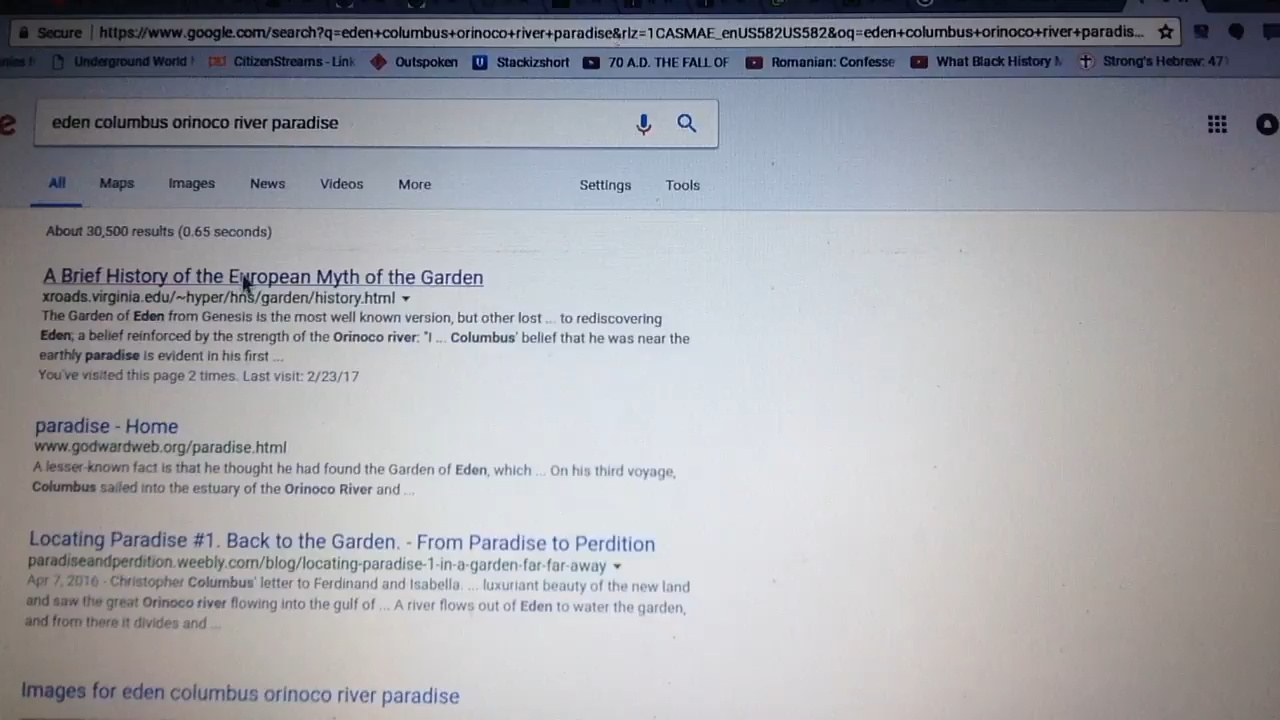 Secure https://www.google.com/search?q=eden+columbus+orinoco+river+paradise&rlz=1CASMAE_enUS582US582&oq=eden+columbus+orinoco+river+paradis...
Underground World CitizenStreams - Link Outspoken Stackizshort 70 A.D. THE FALL OF Romanian: Confesse What Black History Strong's Hebrew: 47
e eden columbus orinoco river paradise
All Maps Images News Videos More Settings Tools
About 30,500 results (0.65 seconds)
A Brief History of the European Myth of the Garden
xroads.virginia.edu/~hyper/hns/garden/history.html
The Garden of Eden from Genesis is the most well known version, but other lost ... to rediscovering
Eden; a belief reinforced by the strength of the Orinoco river: "I ... Columbus' belief that he was near the
earthly paradise is evident in his first ...
You've visited this page 2 times. Last visit: 2/23/17
paradise - Home
www.godwardweb.org/paradise.html
A lesser-known fact is that he thought he had found the Garden of Eden, which ... On his third voyage,
Columbus sailed into the estuary of the Orinoco River and ...
Locating Paradise #1. Back to the Garden. - From Paradise to Perdition
paradiseandperdition.weebly.com/blog/locating-paradise-1-in-a-garden-far-far-away
Apr 7, 2016 - Christopher Columbus' letter to Ferdinand and Isabella. ... luxuriant beauty of the new land
and saw the great Orinoco river flowing into the gulf of ... A river flows out of Eden to water the garden,
and from there it divides and ...
Images for eden columbus orinoco river paradise